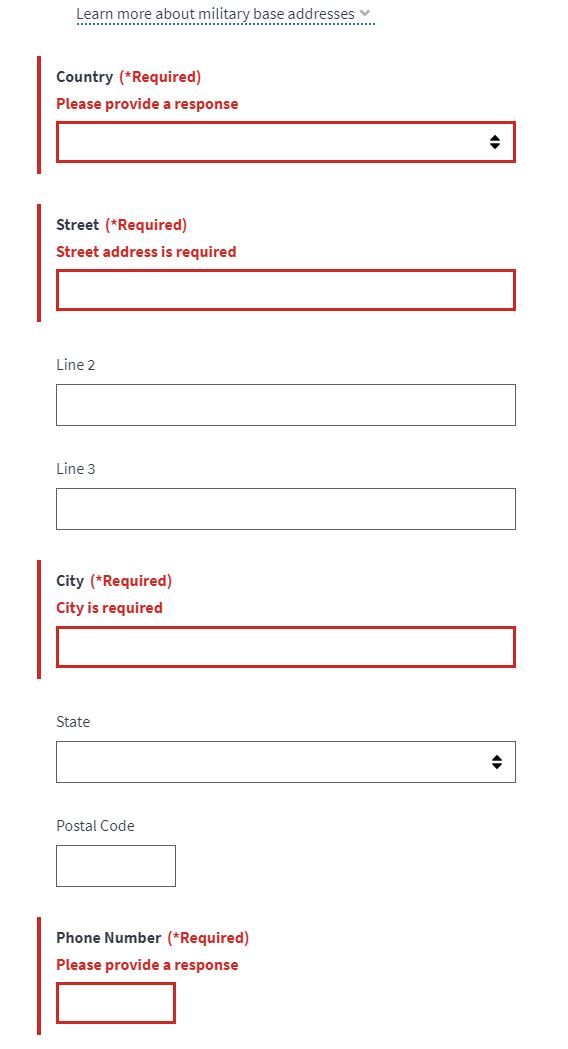 Learn more about military base addresses
Country (*Required)
Please provide a response
Street (*Required)
Street address is required
Line 2
Line 3
City (*Required)
City is required
State
Postal Code
Phone Number (*Required)
Please provide a response